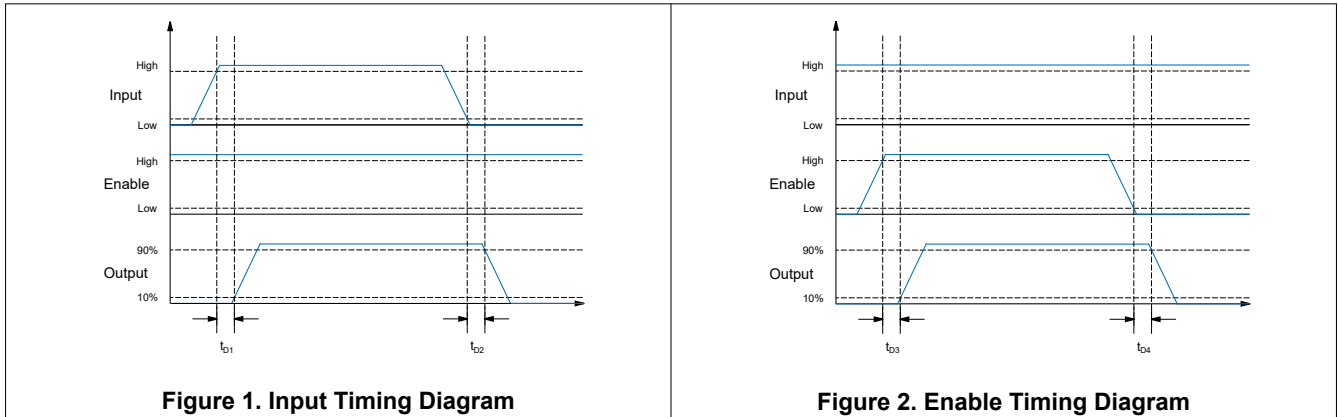 High
Input
Low
High
Enable
Low
90%
Output
10%
tD1
tD2
Figure 1. Input Timing Diagram
High
Input
Low
High
Enable
Low
90%
Output
10%
tD3
tD4
Figure 2. Enable Timing Diagram